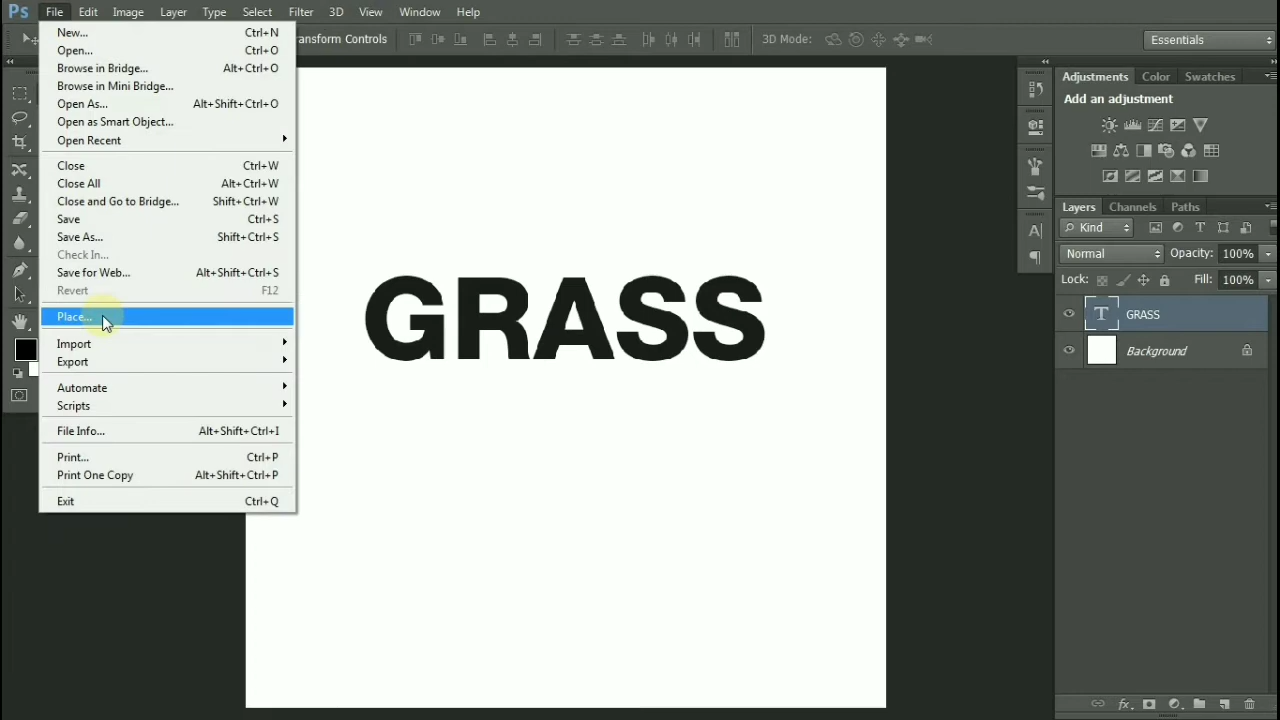 Ps File Edit Image Layer Type Select Filter 3D View Window Help
ransform Controls 3D Mode: Essentials
New... Ctrl+N
Open... Ctrl+O
Browse in Bridge... Alt+Ctrl+O
Browse in Mini Bridge...
Open As... Alt+Shift+Ctrl+O
Open as Smart Object...
Open Recent
Close Ctrl+W
Close All Alt+Ctrl+W
Close and Go to Bridge... Shift+Ctrl+W
Save Ctrl+S
Save As... Shift+Ctrl+S
Check In...
Save for Web... Alt+Shift+Ctrl+S
Revert F12
Place...
Import
Export
Automate
Scripts
File Info... Alt+Shift+Ctrl+I
Print... Ctrl+P
Print One Copy Alt+Shift+Ctrl+P
Exit Ctrl+Q
GRASS
Adjustments Color Swatches
Add an adjustment
Layers Channels Paths
Kind
Normal Opacity: 100%
Lock: Fill: 100%
GRASS
Background